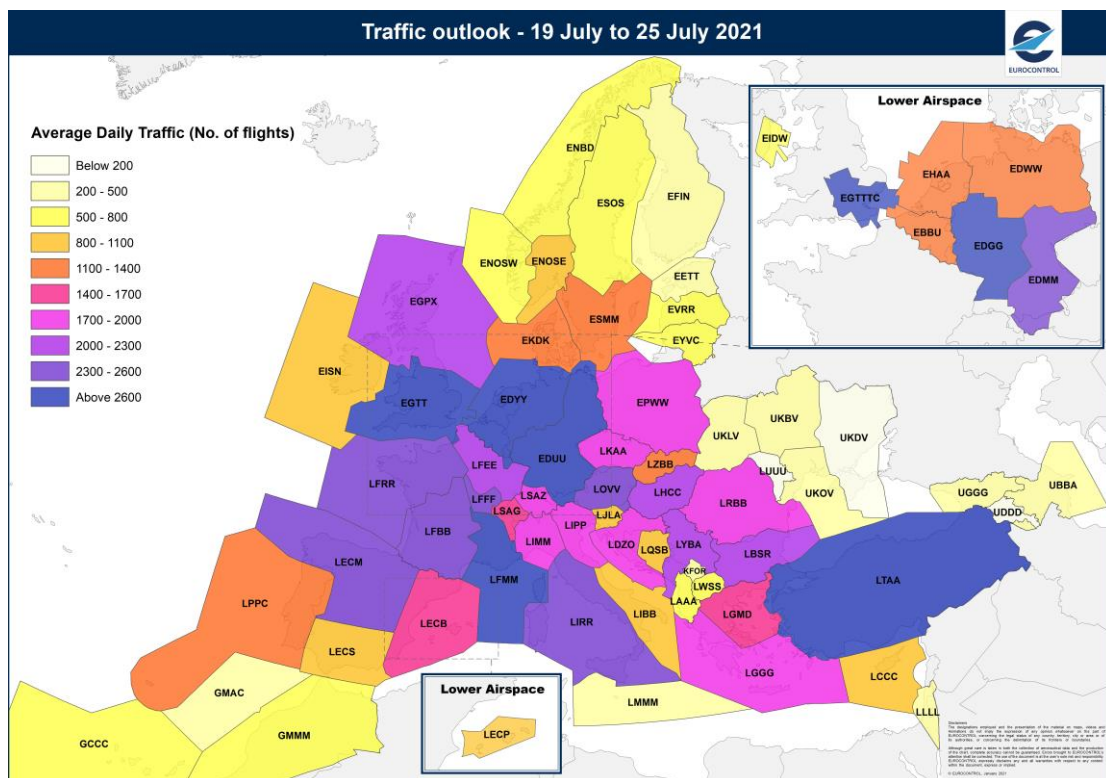 Traffic outlook - 19 July to 25 July 2021
EUROCONTROL
Average Daily Traffic (No. of flights)
Below 200
200 - 500
500 - 800
800 - 1100
1100 - 1400
1400 - 1700
1700 - 2000
2000 - 2300
2300 - 2600
Above 2600
Lower Airspace
EIDW
EHAA
EDWW
EGTTTC
EBBU
EDGG
EDMM
ENBD
ESOS
EFIN
ENOSW
ENOSE
EETT
EGPX
EVRR
ESMM
EKDK
EYVC
EISN
EGTT
EDYY
EPWW
UKLV
UKBV
UKDV
LKAA
EDUU
LZBB
LUUU
LFEE
LFRR
LOVV
LHCC
UKOV
UBBA
LFFF
LSAZ
LRBB
UGGG
LSAG
LJLA
UDDD
LFBB
LIMM
LIPP
LDZO
LQSB
LYBA
LBSR
LECM
LFMM
KFOR
LTAA
LWSS
LAAA
LPPC
LECB
LIRR
LIBB
LGMD
LECS
LGGG
LCCC
GMAC
Lower Airspace
LMMM
LLLL
GCCC
GMMM
LECP
Disclaimers
© EUROCONTROL, January 2021